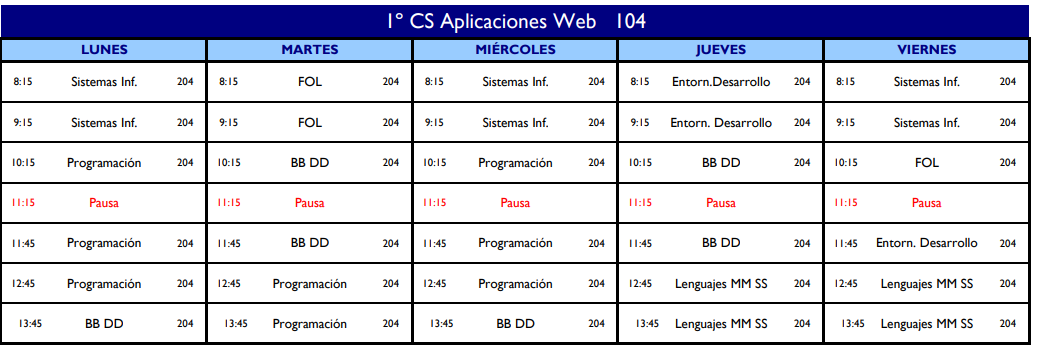 1º CS Aplicaciones Web 104
LUNES MARTES MIÉRCOLES JUEVES VIERNES
8:15 Sistemas Inf. 204 8:15 FOL 204 8:15 Sistemas Inf. 204 8:15 Entorn.Desarrollo 204 8:15 Sistemas Inf. 204
9:15 Sistemas Inf. 204 9:15 FOL 204 9:15 Sistemas Inf. 204 9:15 Entorn. Desarrollo 204 9:15 Sistemas Inf. 204
10:15 Programación 204 10:15 BB DD 204 10:15 Programación 204 10:15 BB DD 204 10:15 FOL 204
11:15 Pausa 11:15 Pausa 11:15 Pausa 11:15 Pausa 11:15 Pausa
11:45 Programación 204 11:45 BB DD 204 11:45 Programación 204 11:45 BB DD 204 11:45 Entorn. Desarrollo 204
12:45 Programación 204 12:45 Programación 204 12:45 Programación 204 12:45 Lenguajes MM SS 204 12:45 Lenguajes MM SS 204
13:45 BB DD 204 13:45 Programación 204 13:45 BB DD 204 13:45 Lenguajes MM SS 204 13:45 Lenguajes MM SS 204